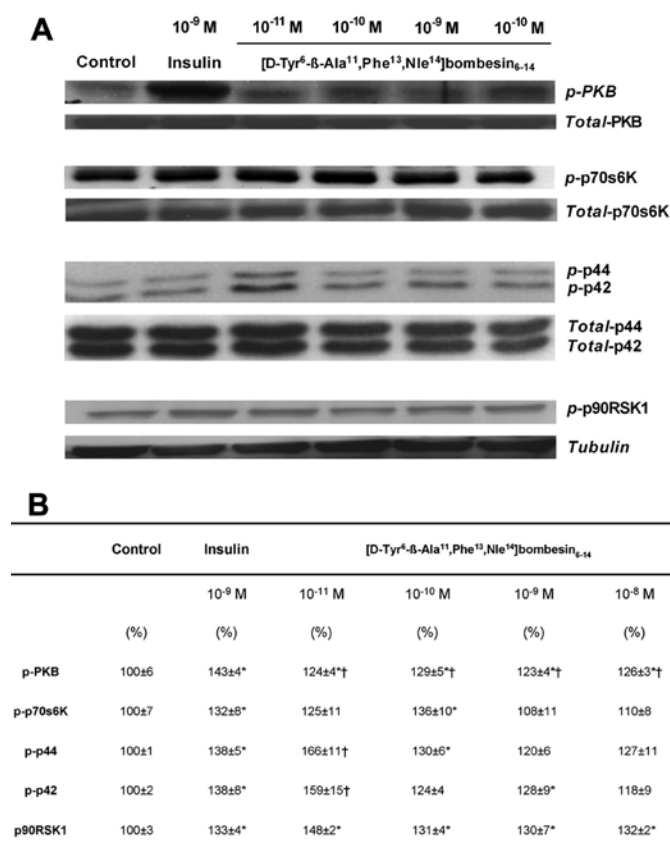 A
10⁻⁹ M 10⁻¹¹ M 10⁻¹⁰ M 10⁻⁹ M 10⁻¹⁰ M
Control Insulin [D-Tyr⁶-ß-Ala¹¹,Phe¹³,Nle¹⁴]bombesin₆₋₁₄
p-PKB
Total-PKB
p-p70s6K
Total-p70s6K
p-p44
p-p42
Total-p44
Total-p42
p-p90RSK1
Tubulin
B
Control Insulin [D-Tyr⁶-ß-Ala¹¹,Phe¹³,Nle¹⁴]bombesin₆₋₁₄
10⁻⁹ M 10⁻¹¹ M 10⁻¹⁰ M 10⁻⁹ M 10⁻⁸ M
(%) (%) (%) (%) (%) (%)
p-PKB 100±6 143±4* 124±4*† 129±5*† 123±4*† 126±3*†
p-p70s6K 100±7 132±8* 125±11 136±10* 108±11 110±8
p-p44 100±1 138±5* 166±11† 130±6* 120±6 127±11
p-p42 100±2 138±8* 159±15† 124±4 128±9* 118±9
p90RSK1 100±3 133±4* 148±2* 131±4* 130±7* 132±2*